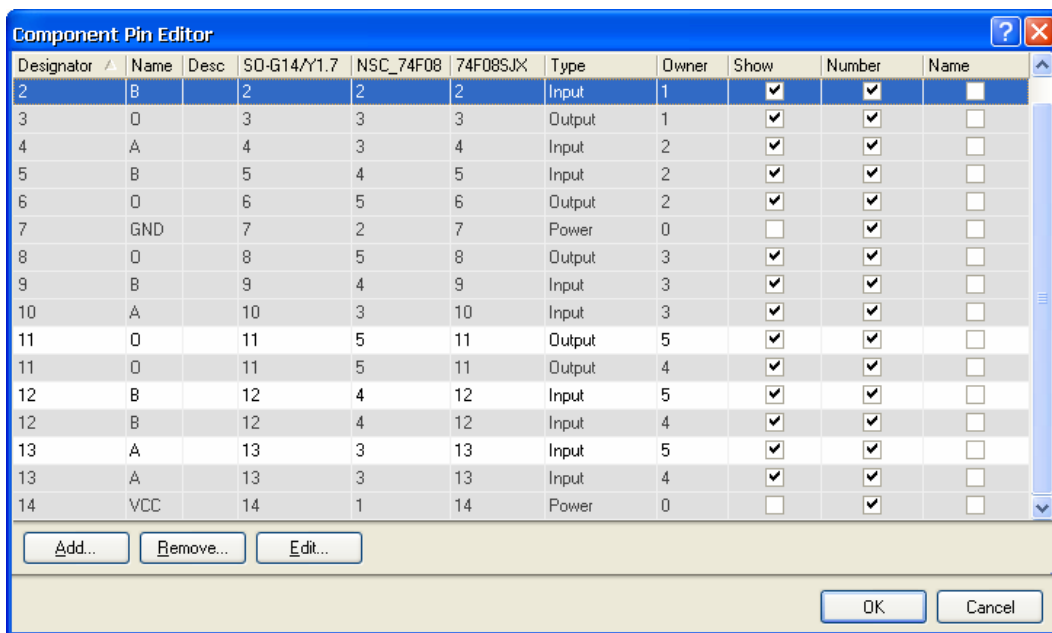 Component Pin Editor
Designator Name Desc SO-G14/Y1.7 NSC_74F08 74F08SJX Type Owner Show Number Name
2 B 2 2 2 Input 1
3 O 3 3 3 Output 1
4 A 4 3 4 Input 2
5 B 5 4 5 Input 2
6 O 6 5 6 Output 2
7 GND 7 2 7 Power 0
8 O 8 5 8 Output 3
9 B 9 4 9 Input 3
10 A 10 3 10 Input 3
11 O 11 5 11 Output 5
11 O 11 5 11 Output 4
12 B 12 4 12 Input 5
12 B 12 4 12 Input 4
13 A 13 3 13 Input 5
13 A 13 3 13 Input 4
14 VCC 14 1 14 Power 0
Add... Remove... Edit...
OK Cancel